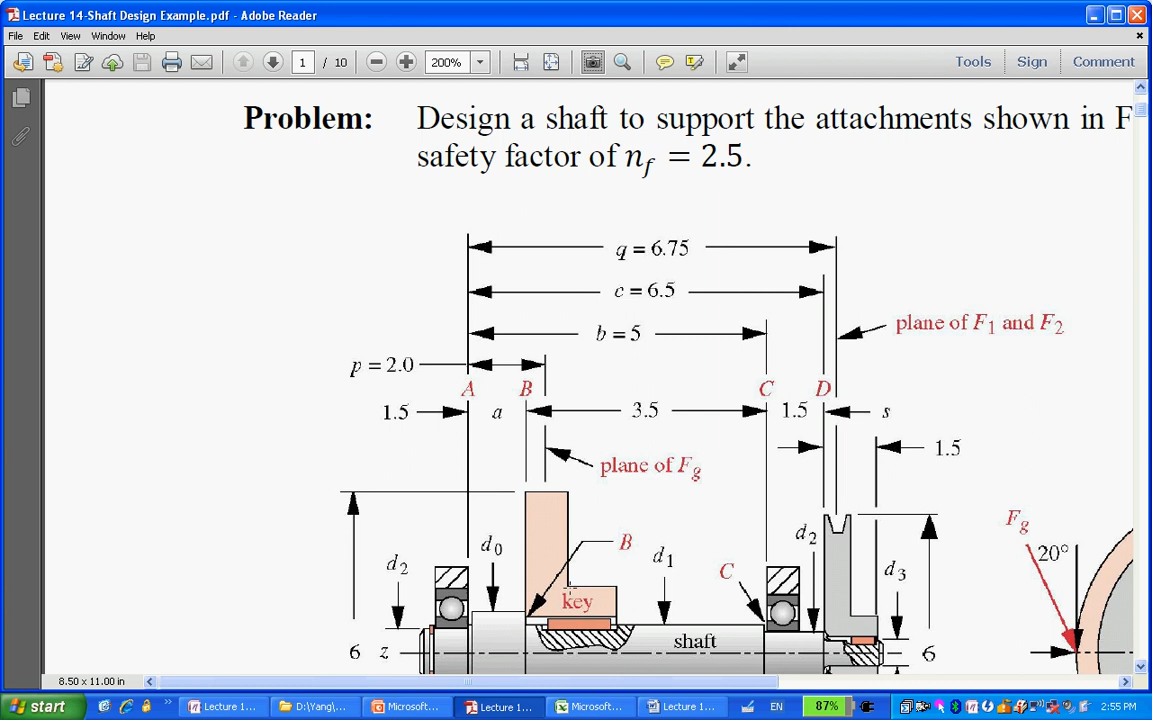 Lecture 14-Shaft Design Example.pdf - Adobe Reader
File Edit View Window Help
1 / 10 200% Tools Sign Comment
Problem: Design a shaft to support the attachments shown in F
safety factor of n_f = 2.5.
q = 6.75
c = 6.5
plane of F1 and F2
b = 5
p = 2.0
A B C D
1.5 a 3.5 1.5 s
1.5
plane of Fg
Fg
d0 B d1 d2
20°
d2 C d3
key
shaft
6 z 6
8.50 x 11.00 in
start Lecture 1... D:\Yang\... Microsoft... Lecture 1... Microsoft... Lecture 1... EN 87% 2:55 PM